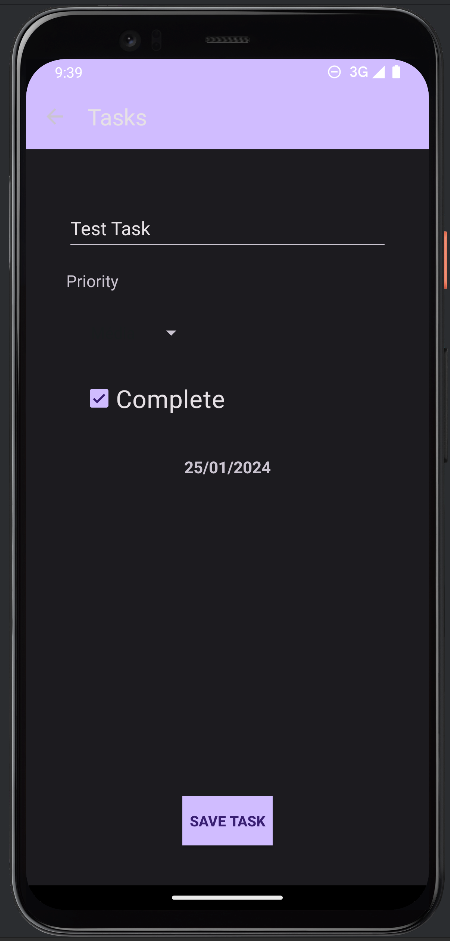 9:39
3G
Tasks
Test Task
Priority
Complete
25/01/2024
SAVE TASK